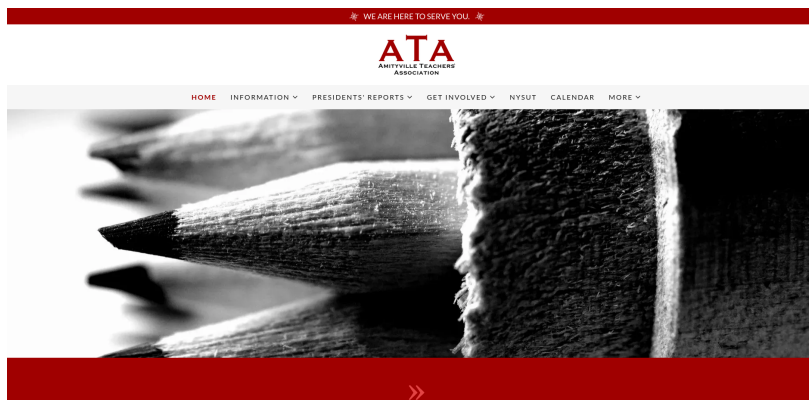 WE ARE HERE TO SERVE YOU.
ATA
AMITYVILLE TEACHERS'
ASSOCIATION
HOME INFORMATION PRESIDENTS' REPORTS GET INVOLVED NYSUT CALENDAR MORE